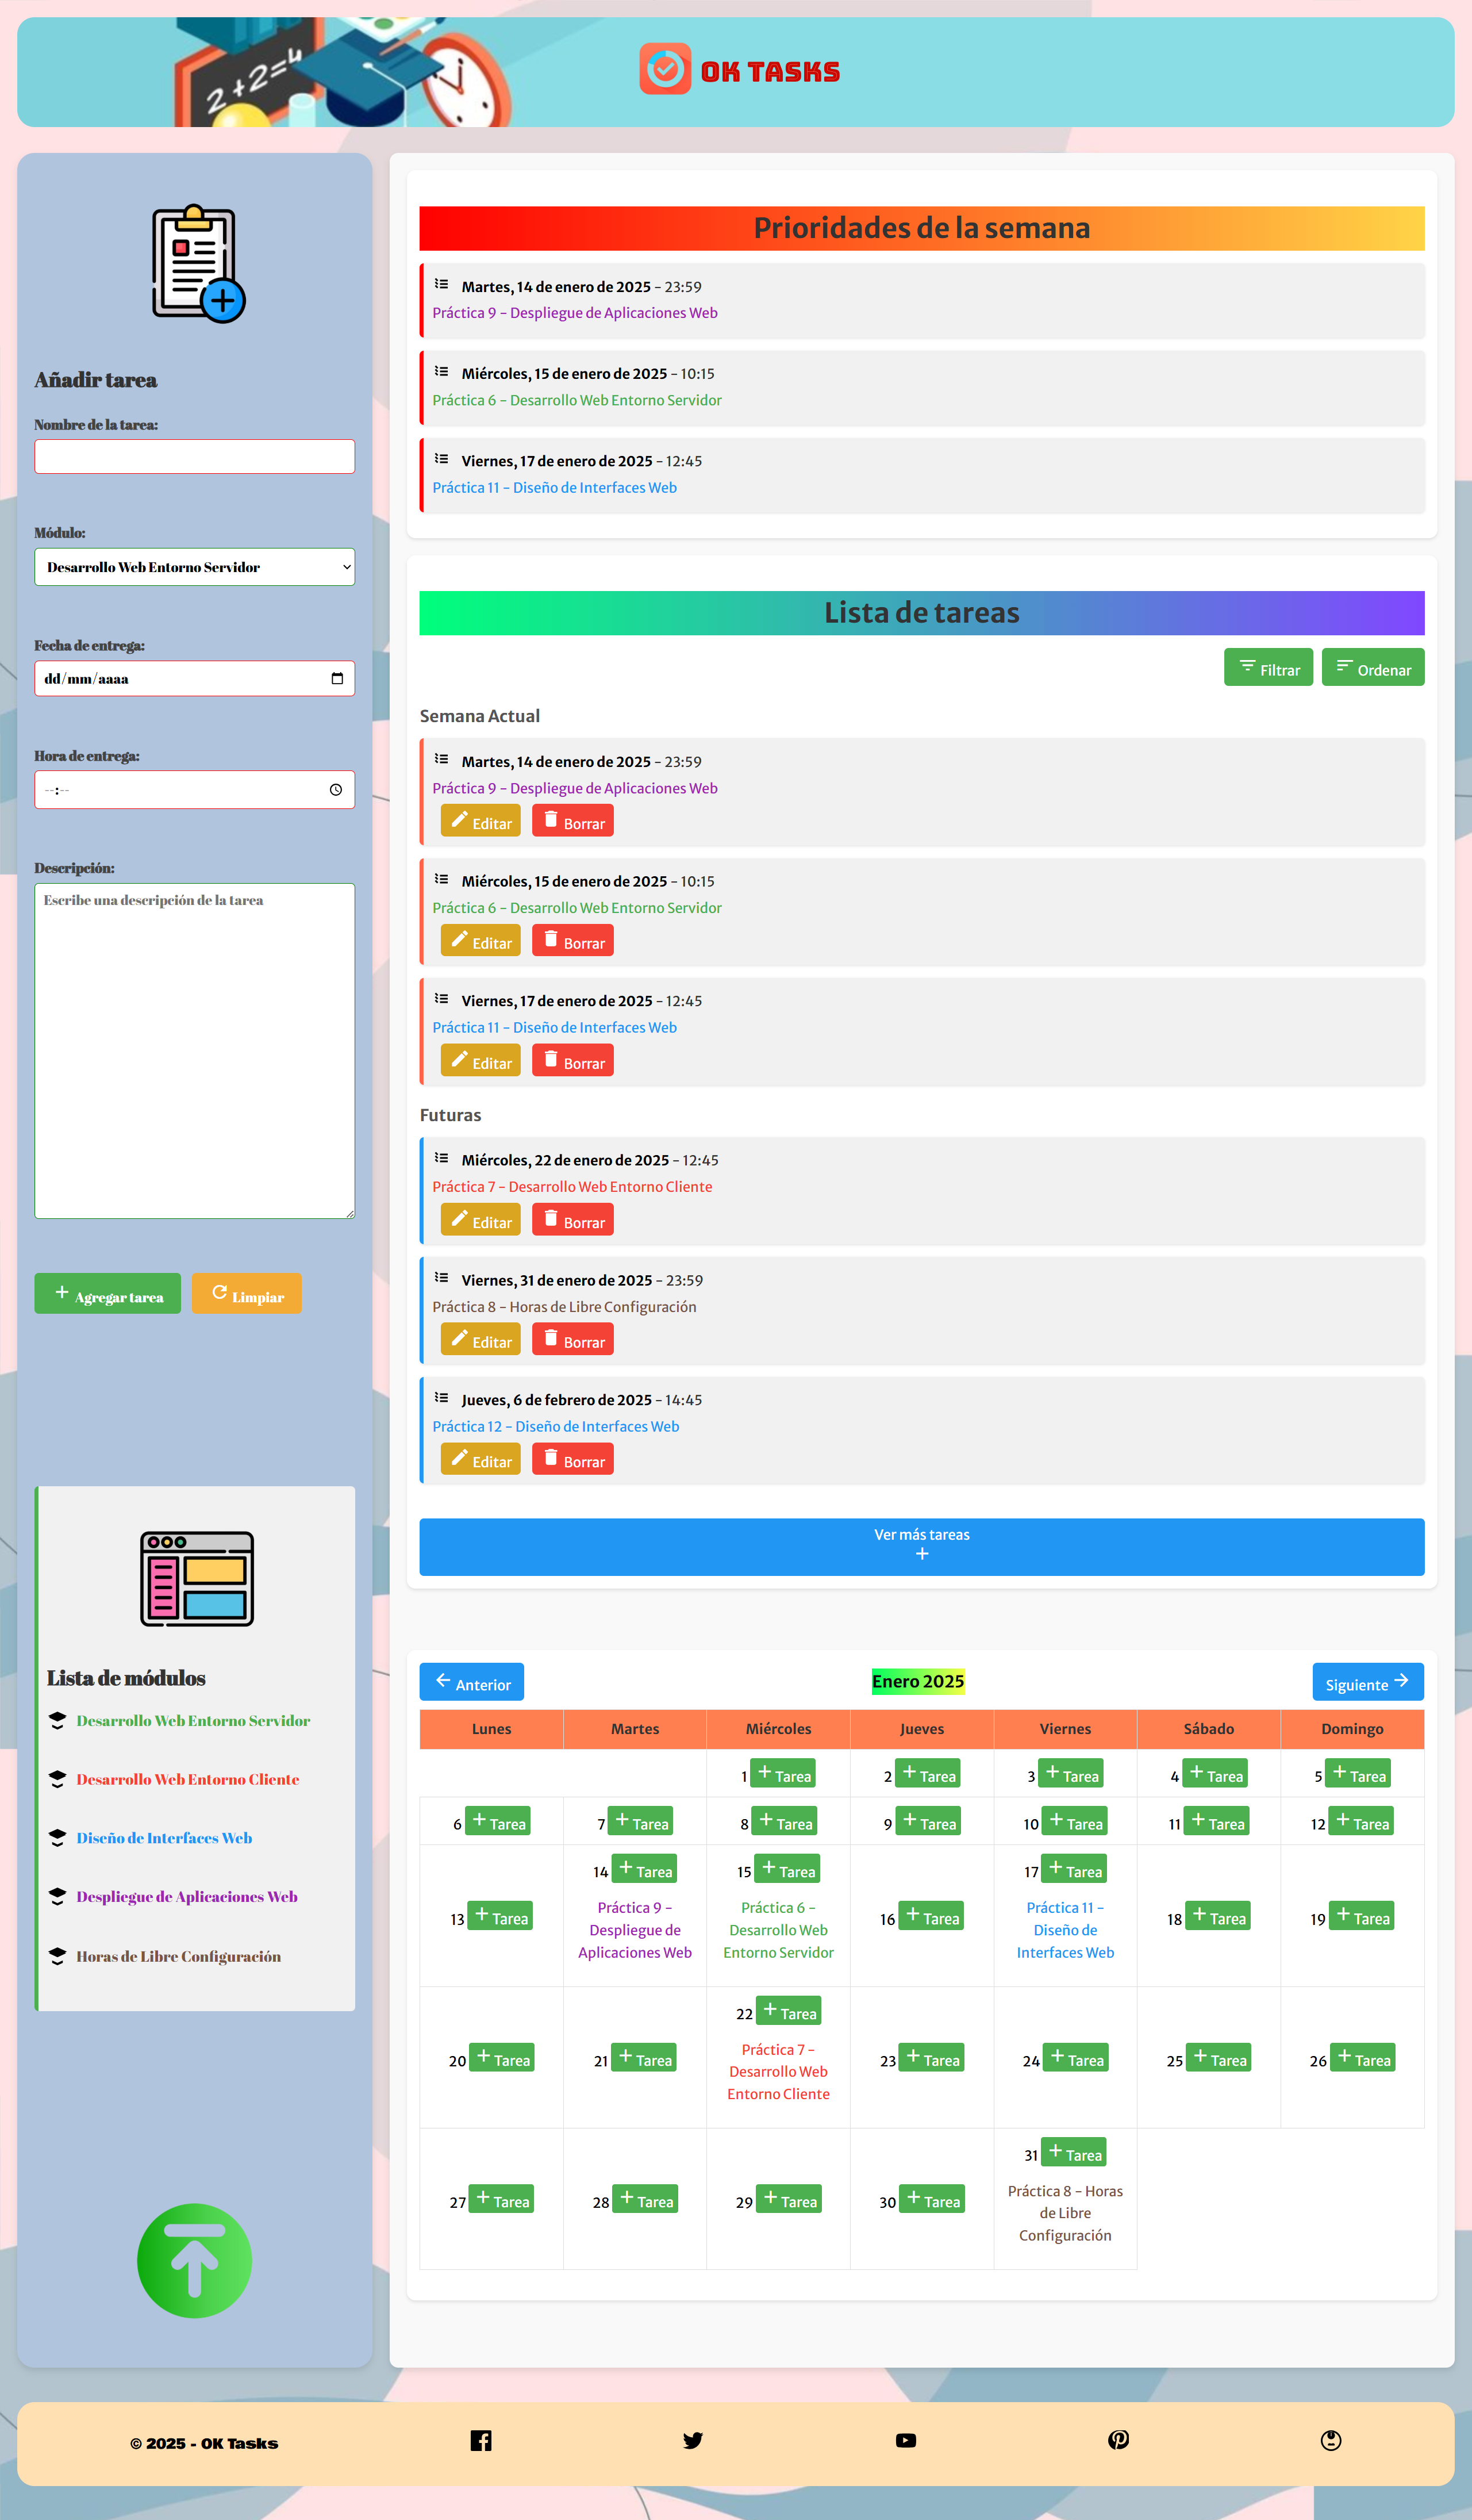 2+2=4
OK TASKS
Añadir tarea
Nombre de la tarea:
Módulo:
Desarrollo Web Entorno Servidor
Fecha de entrega:
dd/mm/aaaa
Hora de entrega:
--:--
Descripción:
Escribe una descripción de la tarea
Agregar tarea
Limpiar
Lista de módulos
Desarrollo Web Entorno Servidor
Desarrollo Web Entorno Cliente
Diseño de Interfaces Web
Despliegue de Aplicaciones Web
Horas de Libre Configuración
Prioridades de la semana
Martes, 14 de enero de 2025 - 23:59
Práctica 9 - Despliegue de Aplicaciones Web
Miércoles, 15 de enero de 2025 - 10:15
Práctica 6 - Desarrollo Web Entorno Servidor
Viernes, 17 de enero de 2025 - 12:45
Práctica 11 - Diseño de Interfaces Web
Lista de tareas
Filtrar Ordenar
Semana Actual
Martes, 14 de enero de 2025 - 23:59
Práctica 9 - Despliegue de Aplicaciones Web
Editar Borrar
Miércoles, 15 de enero de 2025 - 10:15
Práctica 6 - Desarrollo Web Entorno Servidor
Editar Borrar
Viernes, 17 de enero de 2025 - 12:45
Práctica 11 - Diseño de Interfaces Web
Editar Borrar
Futuras
Miércoles, 22 de enero de 2025 - 12:45
Práctica 7 - Desarrollo Web Entorno Cliente
Editar Borrar
Viernes, 31 de enero de 2025 - 23:59
Práctica 8 - Horas de Libre Configuración
Editar Borrar
Jueves, 6 de febrero de 2025 - 14:45
Práctica 12 - Diseño de Interfaces Web
Editar Borrar
Ver más tareas
+
Anterior Enero 2025 Siguiente
Lunes Martes Miércoles Jueves Viernes Sábado Domingo
1 + Tarea 2 + Tarea 3 + Tarea 4 + Tarea 5 + Tarea
6 + Tarea 7 + Tarea 8 + Tarea 9 + Tarea 10 + Tarea 11 + Tarea 12 + Tarea
13 + Tarea
14 + Tarea
Práctica 9 -
Despliegue de
Aplicaciones Web
15 + Tarea
Práctica 6 -
Desarrollo Web
Entorno Servidor
16 + Tarea
17 + Tarea
Práctica 11 -
Diseño de
Interfaces Web
18 + Tarea
19 + Tarea
20 + Tarea
21 + Tarea
22 + Tarea
Práctica 7 -
Desarrollo Web
Entorno Cliente
23 + Tarea
24 + Tarea
25 + Tarea
26 + Tarea
27 + Tarea
28 + Tarea
29 + Tarea
30 + Tarea
31 + Tarea
Práctica 8 - Horas
de Libre
Configuración
© 2025 - OK Tasks